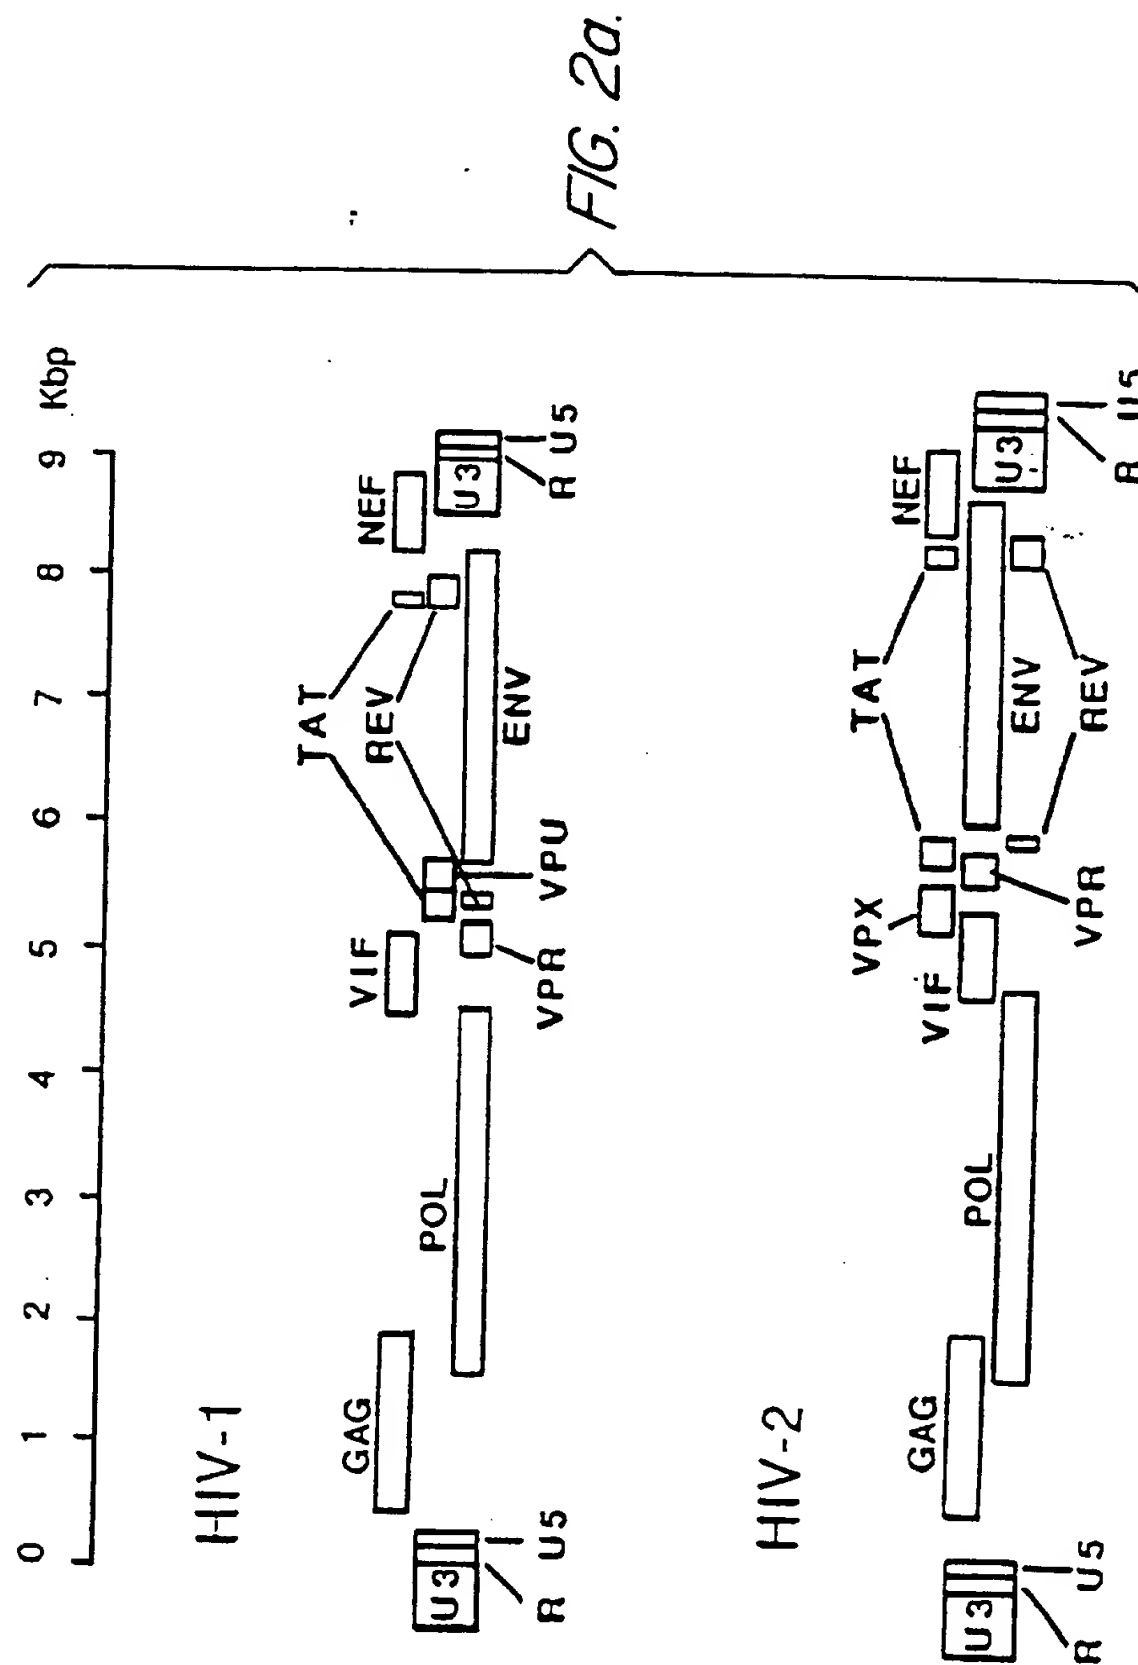 0 1 2 3 4 5 6 7 8 9 Kbp
HIV-1
TAT
NEF
REV
VIF
GAG
POL
U3
U3
ENV
R
U5
VPR
VPU
R
U5
HIV-2
TAT
NEF
VPX
GAG
VIF
POL
U3
U3
ENV
R
U5
VPR
REV
R
U5
FIG. 2a.